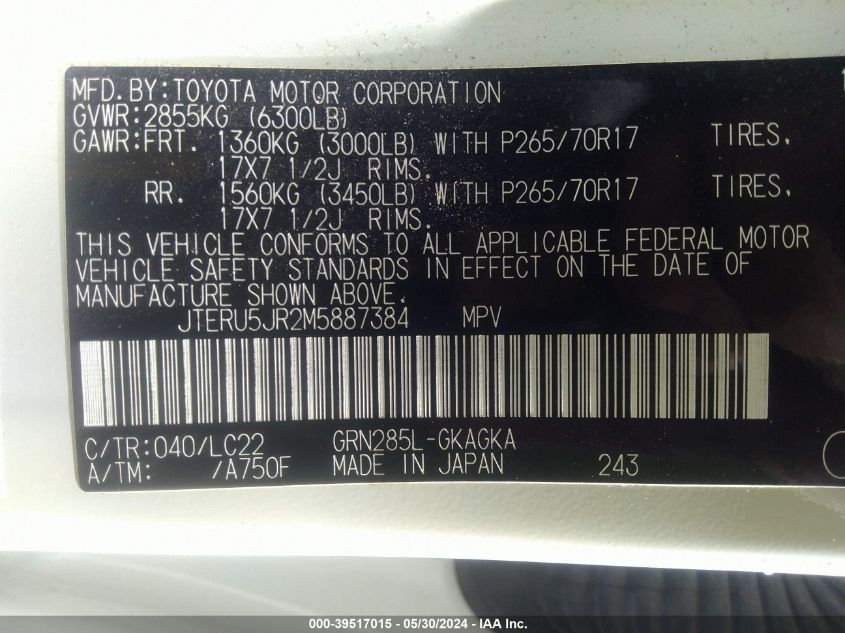 MFD.BY:TOYOTA MOTOR CORPORATION
GVWR:2855KG (6300LB)
GAWR:FRT. 1360KG (3000LB) WITH P265/70R17 TIRES,
17X7 1/2J RIMS.
RR. 1560KG (3450LB) WITH P265/70R17 TIRES,
17X7 1/2J RIMS.
THIS VEHICLE CONFORMS TO ALL APPLICABLE FEDERAL MOTOR
VEHICLE SAFETY STANDARDS IN EFFECT ON THE DATE OF
MANUFACTURE SHOWN ABOVE.
JTERU5JR2M5887384 MPV
C/TR:040/LC22 GRN285L-GKAGKA
A/TM: /A750F MADE IN JAPAN 243
000-39517015 - 05/30/2024 - IAA Inc.